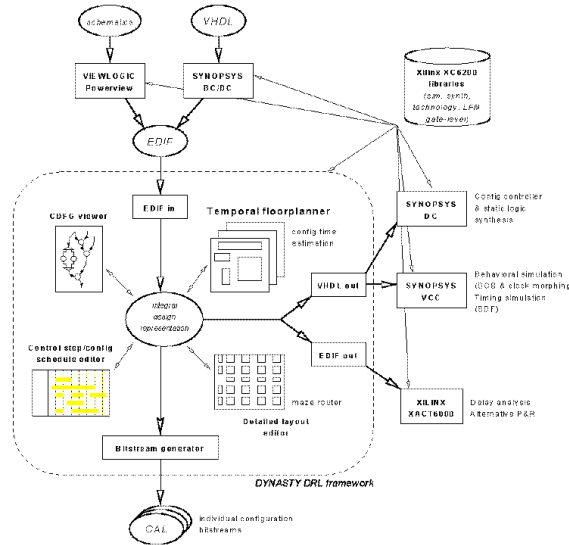 schematics
VHDL
VIEWLOGIC
Powerview
SYNOPSYS
BC/DC
Xilinx XC6200
libraries
(sim, synth,
technology, LPM
gate-level)
EDIF
EDIF in
CDFG viewer
Temporal floorplanner
config time
estimation
SYNOPSYS
DC
Config controller
& static logic
synthesis
VHDL out
SYNOPSYS
VCC
Behavioral simulation
(DCS & clock morphing)
Timing simulation
(SDF)
integral
design
representation
EDIF out
Control step/config
schedule editor
maze router
Detailed layout
editor
XILINX
XACT6000
Delay analysis
Alternative P&R
Bitstream generator
DYNASTY DRL framework
CAL
individual configuration
bitstreams